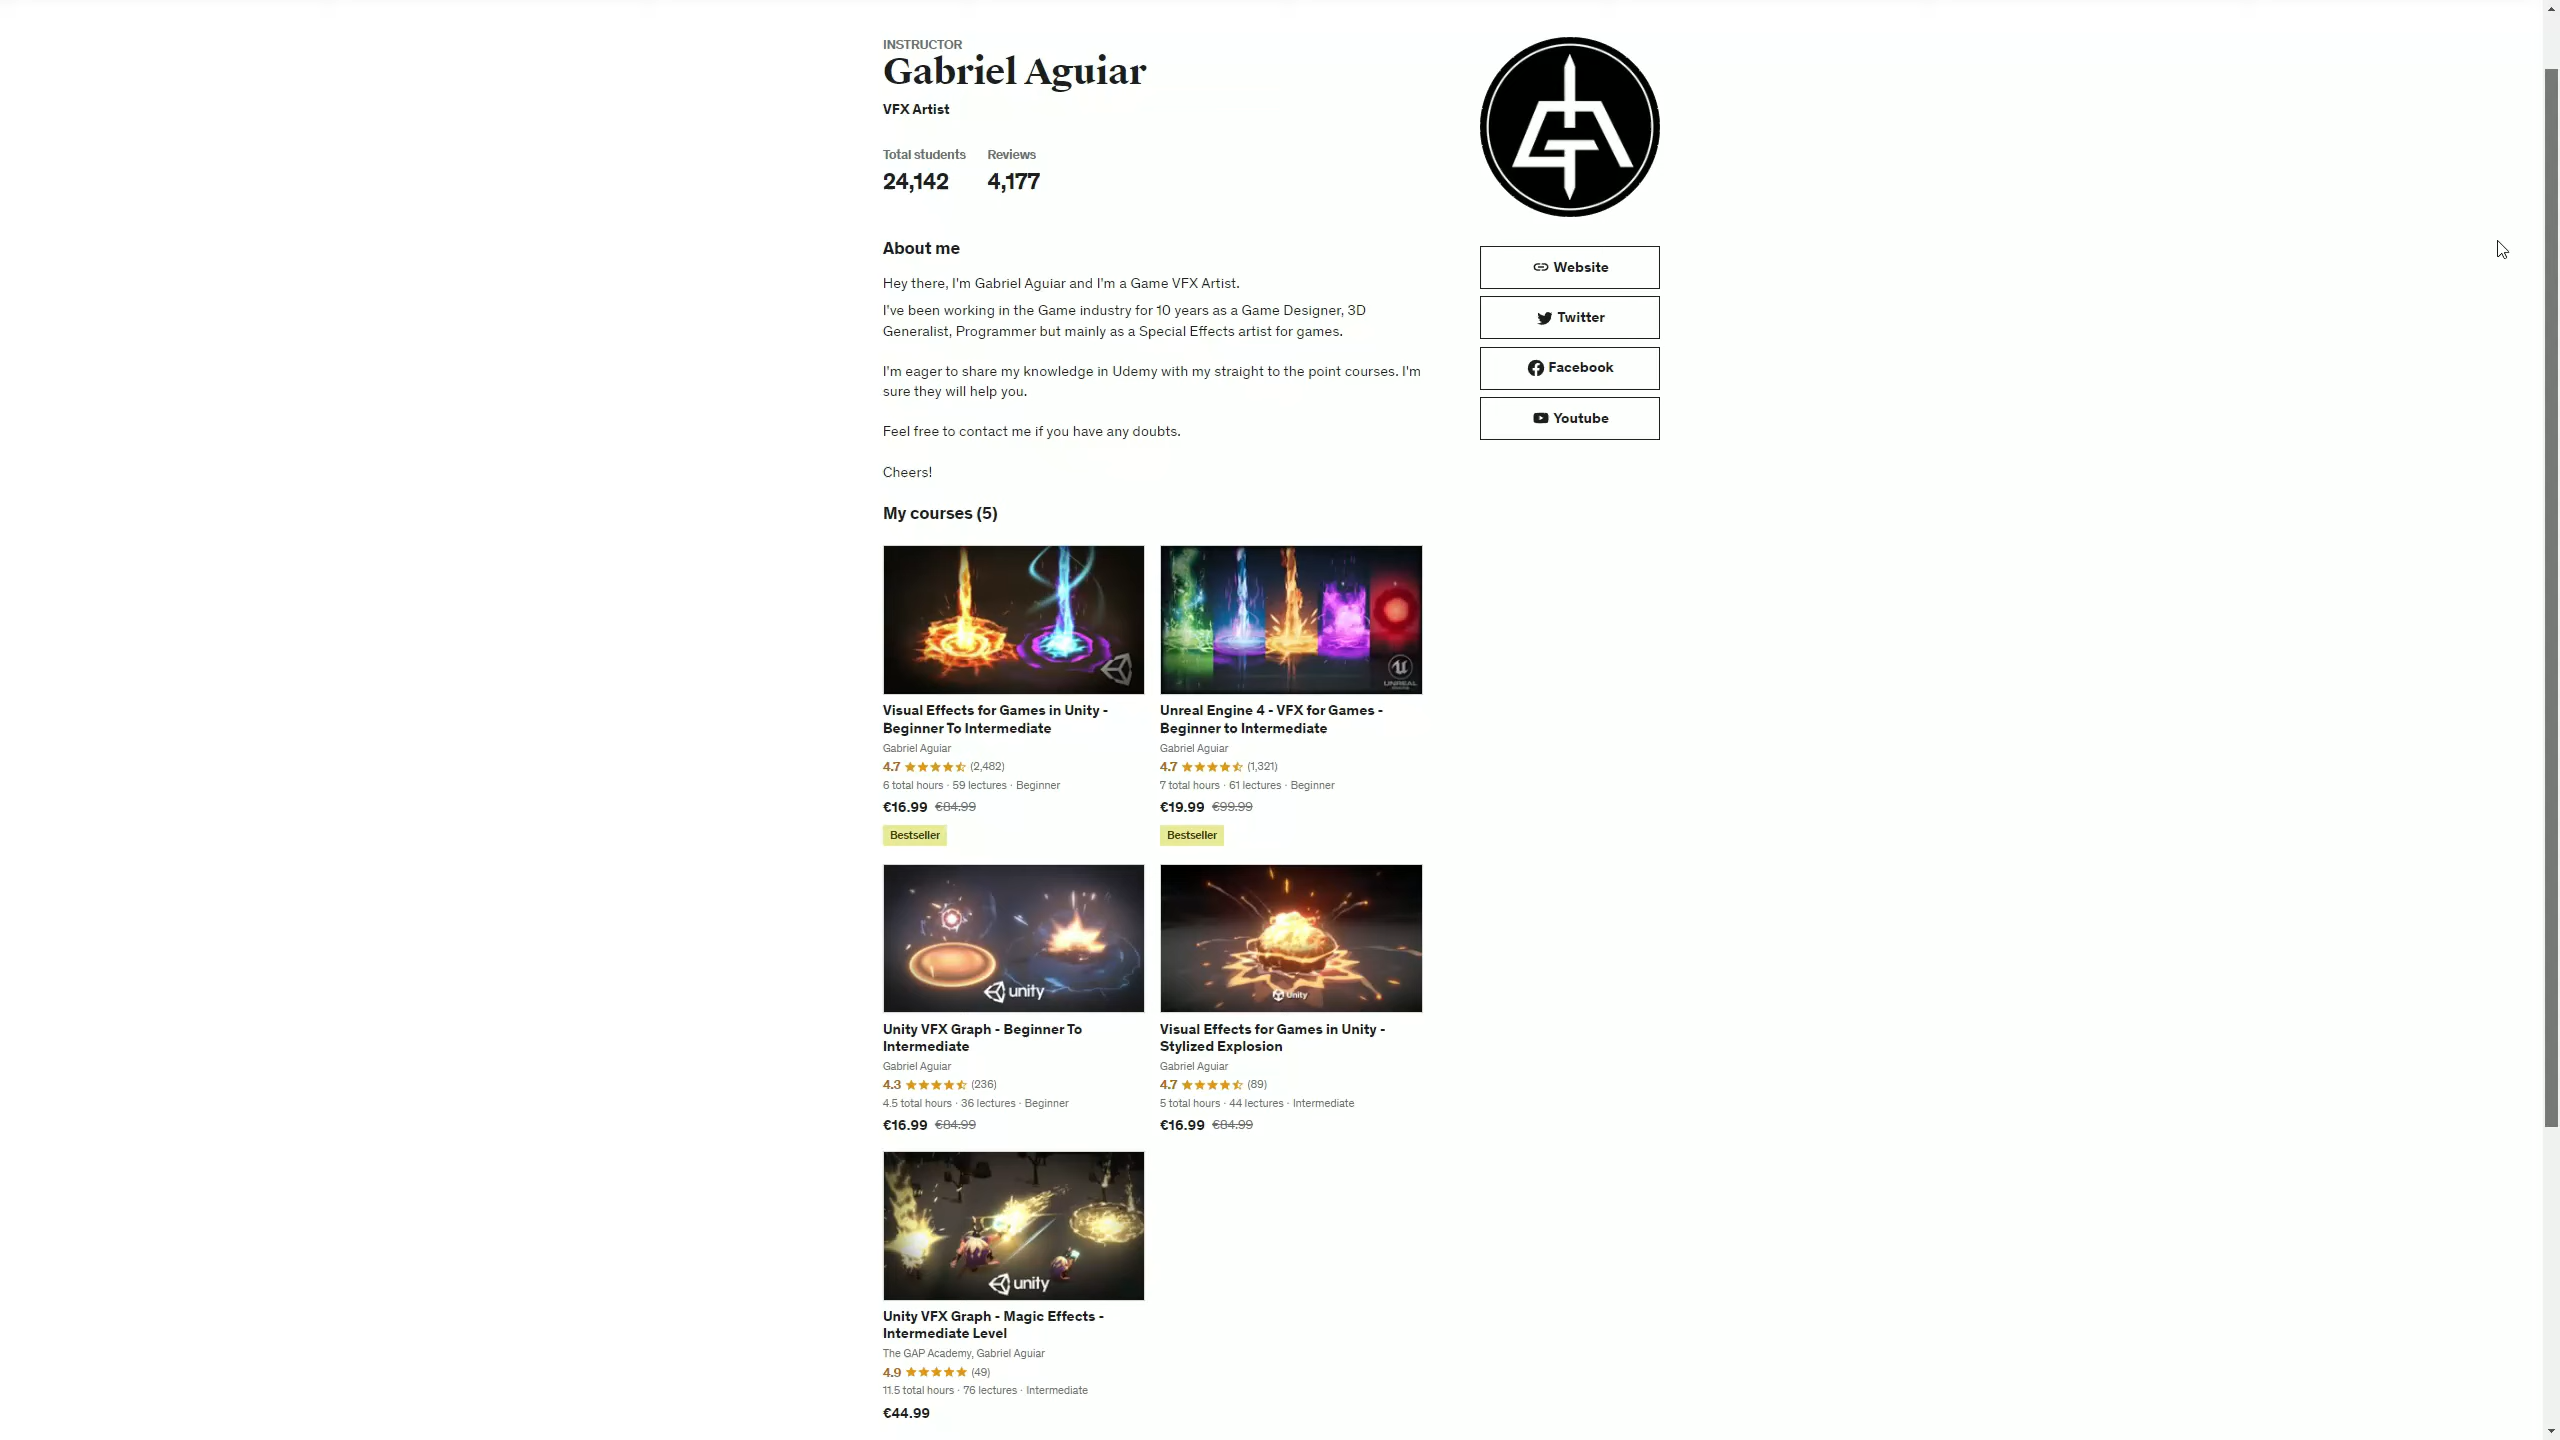 INSTRUCTOR
Gabriel Aguiar
VFX Artist
Total students Reviews
24,142 4,177
About me
Hey there, I'm Gabriel Aguiar and I'm a Game VFX Artist.
I've been working in the Game industry for 10 years as a Game Designer, 3D
Generalist, Programmer but mainly as a Special Effects artist for games.
I'm eager to share my knowledge in Udemy with my straight to the point courses. I'm
sure they will help you.
Feel free to contact me if you have any doubts.
Cheers!
Website
Twitter
Facebook
Youtube
My courses (5)
UNREAL
Visual Effects for Games in Unity -
Beginner To Intermediate
Gabriel Aguiar
4.7 (2,482)
6 total hours · 59 lectures · Beginner
€16.99 €84.99
Bestseller
Unreal Engine 4 - VFX for Games -
Beginner to Intermediate
Gabriel Aguiar
4.7 (1,321)
7 total hours · 61 lectures · Beginner
€19.99 €99.99
Bestseller
unity
Unity VFX Graph - Beginner To
Intermediate
Gabriel Aguiar
4.3 (236)
4.5 total hours · 36 lectures · Beginner
€16.99 €84.99
unity
Visual Effects for Games in Unity -
Stylized Explosion
Gabriel Aguiar
4.7 (89)
5 total hours · 44 lectures · Intermediate
€16.99 €84.99
unity
Unity VFX Graph - Magic Effects -
Intermediate Level
The GAP Academy, Gabriel Aguiar
4.9 (49)
11.5 total hours · 76 lectures · Intermediate
€44.99